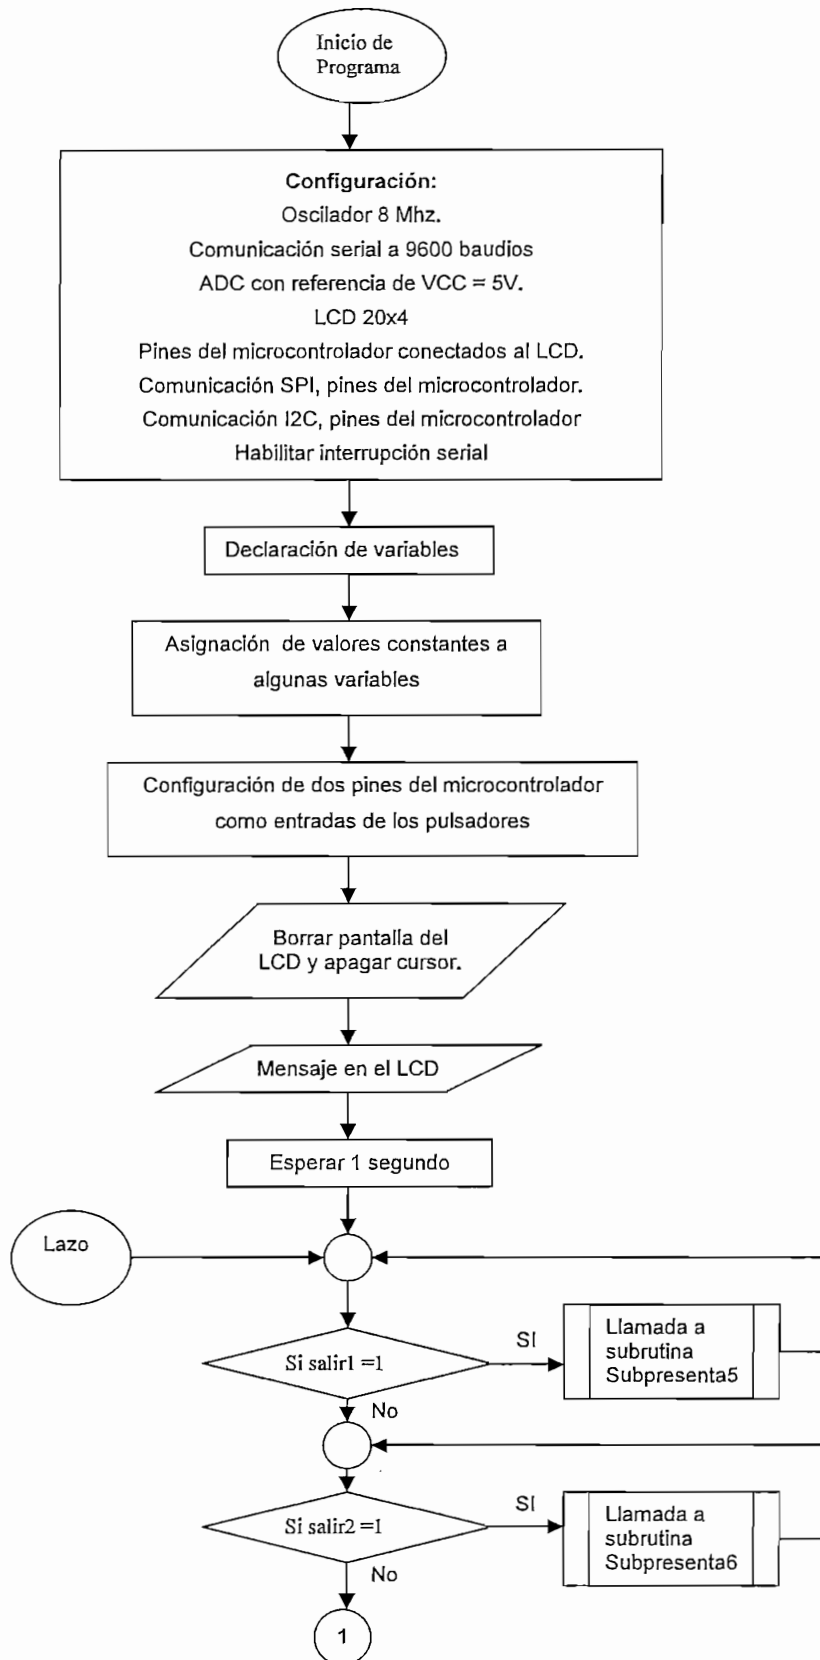 Inicio de
Programa
Configuración:
Oscilador 8 Mhz.
Comunicación serial a 9600 baudios
ADC con referencia de VCC = 5V.
LCD 20x4
Pines del microcontrolador conectados al LCD.
Comunicación SPI, pines del microcontrolador.
Comunicación I2C, pines del microcontrolador
Habilitar interrupción serial
Declaración de variables
Asignación de valores constantes a
algunas variables
Configuración de dos pines del microcontrolador
como entradas de los pulsadores
Borrar pantalla del
LCD y apagar cursor.
Mensaje en el LCD
Esperar 1 segundo
Lazo
Si salir1 =1
SI
Llamada a
subrutina
Subpresenta5
No
Si salir2 =1
SI
Llamada a
subrutina
Subpresenta6
No
1